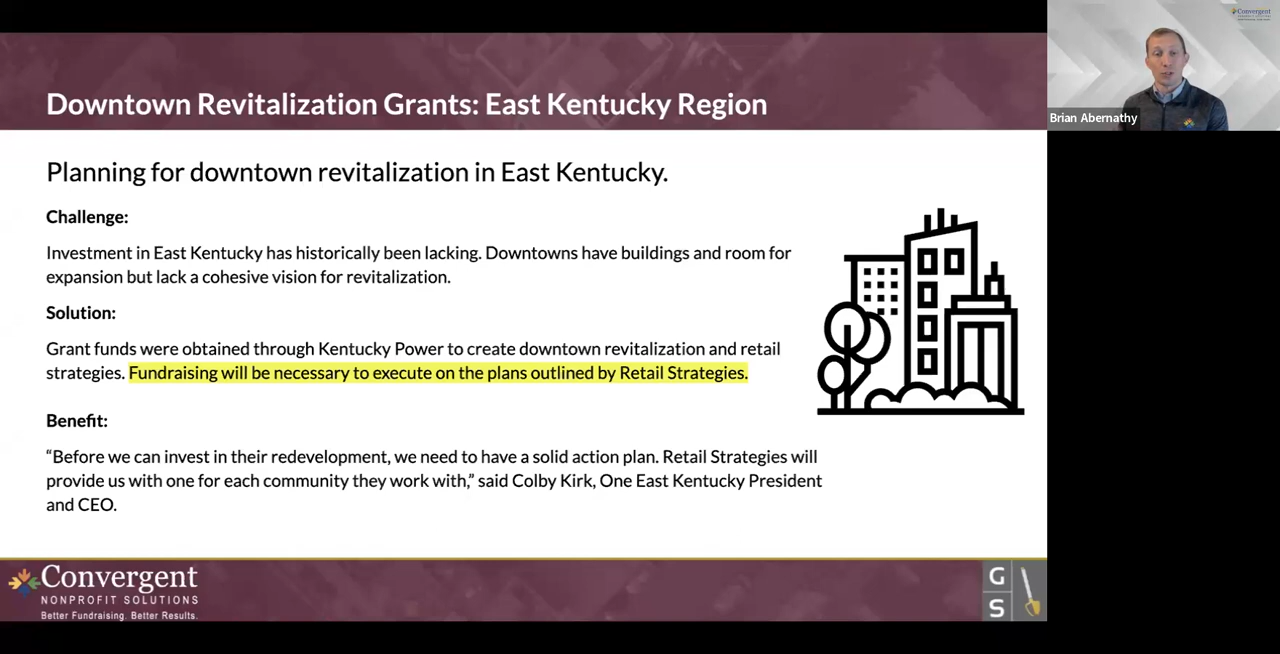 Downtown Revitalization Grants: East Kentucky Region
Convergent
Brian Abernathy
Planning for downtown revitalization in East Kentucky.
Challenge:
Investment in East Kentucky has historically been lacking. Downtowns have buildings and room for
expansion but lack a cohesive vision for revitalization.
Solution:
Grant funds were obtained through Kentucky Power to create downtown revitalization and retail
strategies. Fundraising will be necessary to execute on the plans outlined by Retail Strategies.
Benefit:
“Before we can invest in their redevelopment, we need to have a solid action plan. Retail Strategies will
provide us with one for each community they work with,” said Colby Kirk, One East Kentucky President
and CEO.
Convergent
NONPROFIT SOLUTIONS
Better Fundraising. Better Results.
G
S